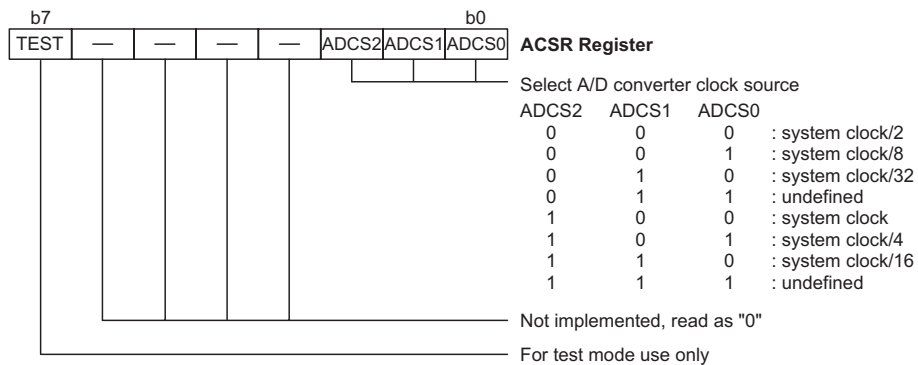 b7 b0
TEST — — — — ADCS2 ADCS1 ADCS0 ACSR Register
Select A/D converter clock source
ADCS2 ADCS1 ADCS0
0 0 0 : system clock/2
0 0 1 : system clock/8
0 1 0 : system clock/32
0 1 1 : undefined
1 0 0 : system clock
1 0 1 : system clock/4
1 1 0 : system clock/16
1 1 1 : undefined
Not implemented, read as "0"
For test mode use only